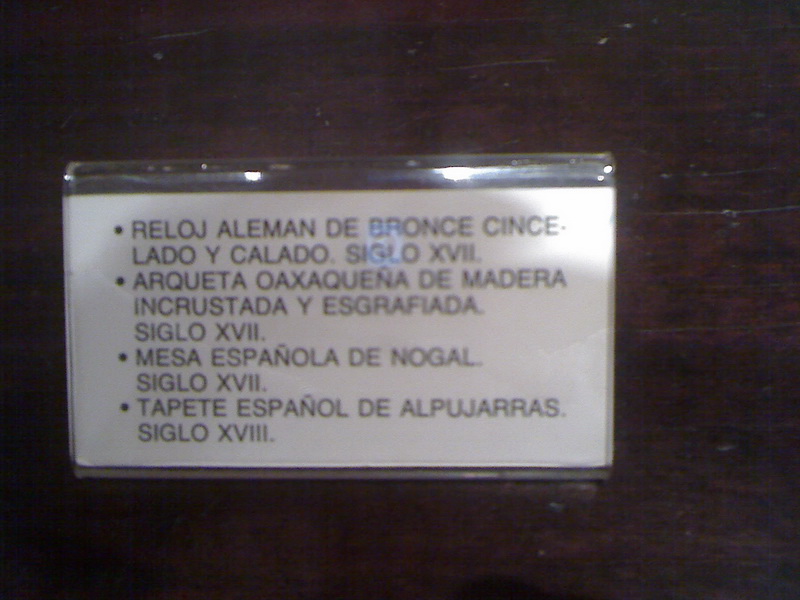 • RELOJ ALEMAN DE BRONCE CINCE-
LADO Y CALADO. SIGLO XVII.
• ARQUETA OAXAQUEÑA DE MADERA
INCRUSTADA Y ESGRAFIADA.
SIGLO XVII.
• MESA ESPAÑOLA DE NOGAL.
SIGLO XVII.
• TAPETE ESPAÑOL DE ALPUJARRAS.
SIGLO XVIII.